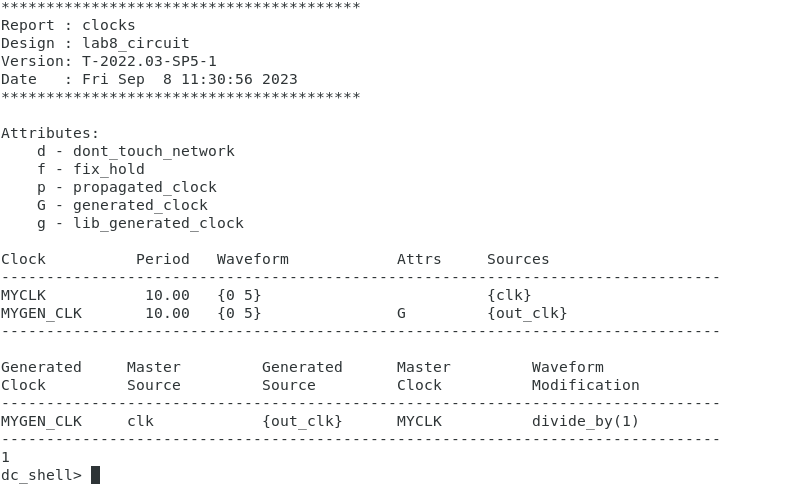 ****************************************
Report : clocks
Design : lab8_circuit
Version: T-2022.03-SP5-1
Date   : Fri Sep  8 11:30:56 2023
****************************************

Attributes:
    d - dont_touch_network
    f - fix_hold
    p - propagated_clock
    G - generated_clock
    g - lib_generated_clock

Clock          Period   Waveform            Attrs     Sources
--------------------------------------------------------------------------------
MYCLK           10.00   {0 5}                         {clk}
MYGEN_CLK       10.00   {0 5}               G         {out_clk}
--------------------------------------------------------------------------------

Generated     Master         Generated      Master         Waveform
Clock         Source         Source         Clock          Modification
--------------------------------------------------------------------------------
MYGEN_CLK     clk            {out_clk}      MYCLK          divide_by(1)
--------------------------------------------------------------------------------
1
dc_shell>